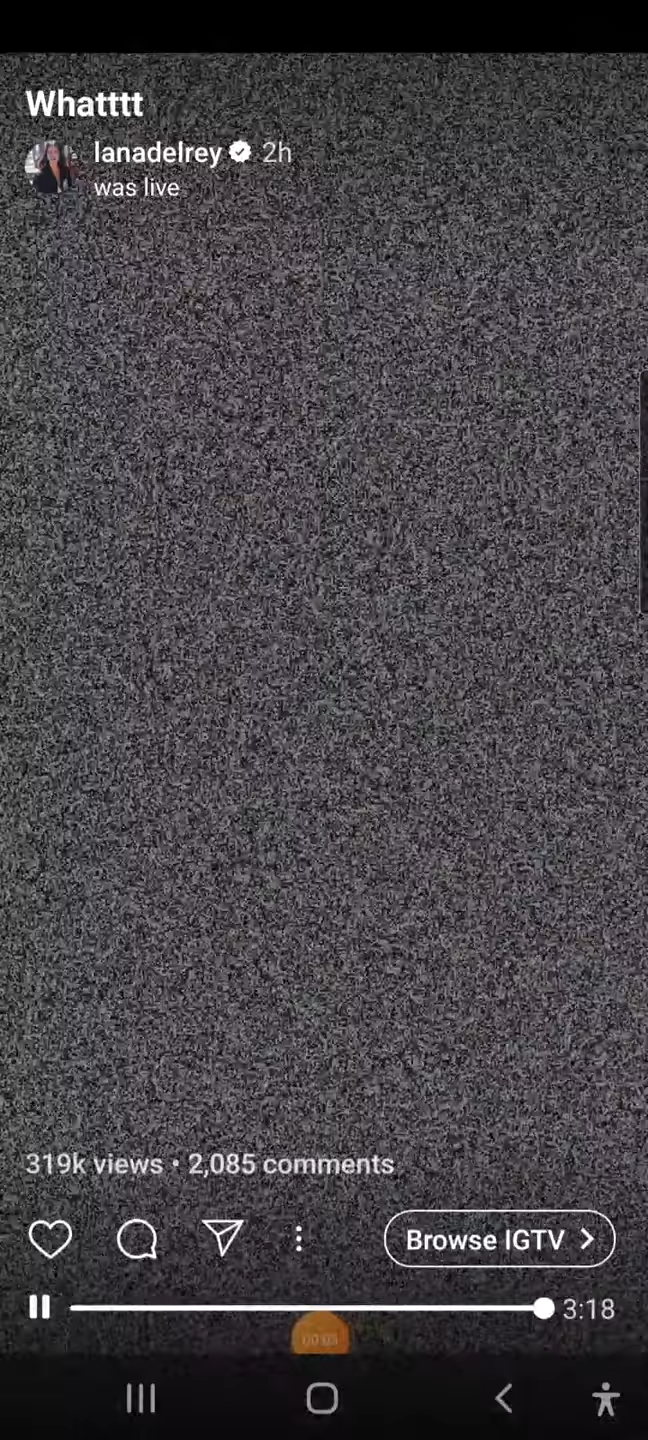 Whatttt
lanadelrey 2h
was live
319k views • 2,085 comments
Browse IGTV
3:18